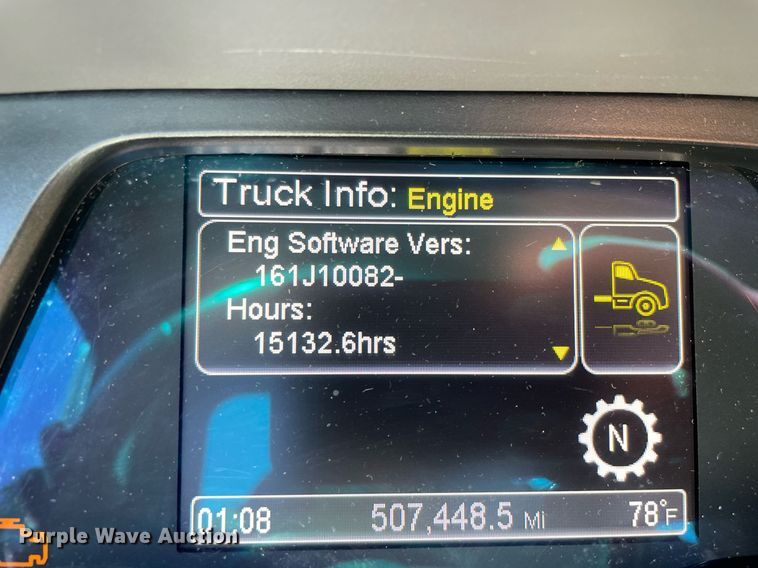 Truck Info: Engine
Eng Software Vers:
161J10082-
Hours:
15132.6hrs
N
01:08 507,448.5 Mi 78°F
Purple Wave Auction